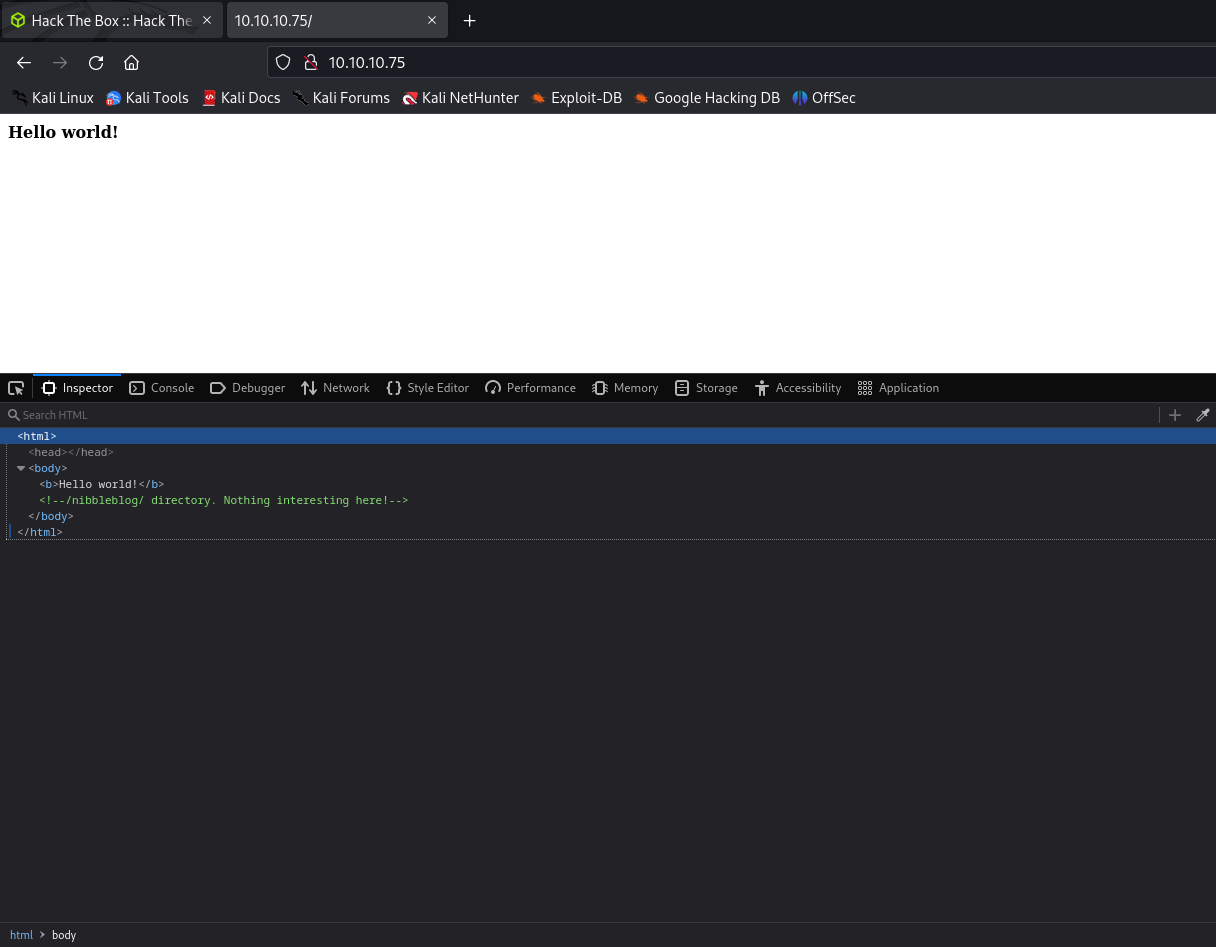 Hack The Box :: Hack The
10.10.10.75/
10.10.10.75
Kali Linux Kali Tools Kali Docs Kali Forums Kali NetHunter Exploit-DB Google Hacking DB OffSec
Hello world!
Inspector Console Debugger Network Style Editor Performance Memory Storage Accessibility Application
Search HTML
<html>
<head></head>
<body>
<b>Hello world!</b>
<!--/nibbleblog/ directory. Nothing interesting here!-->
</body>
</html>
html > body